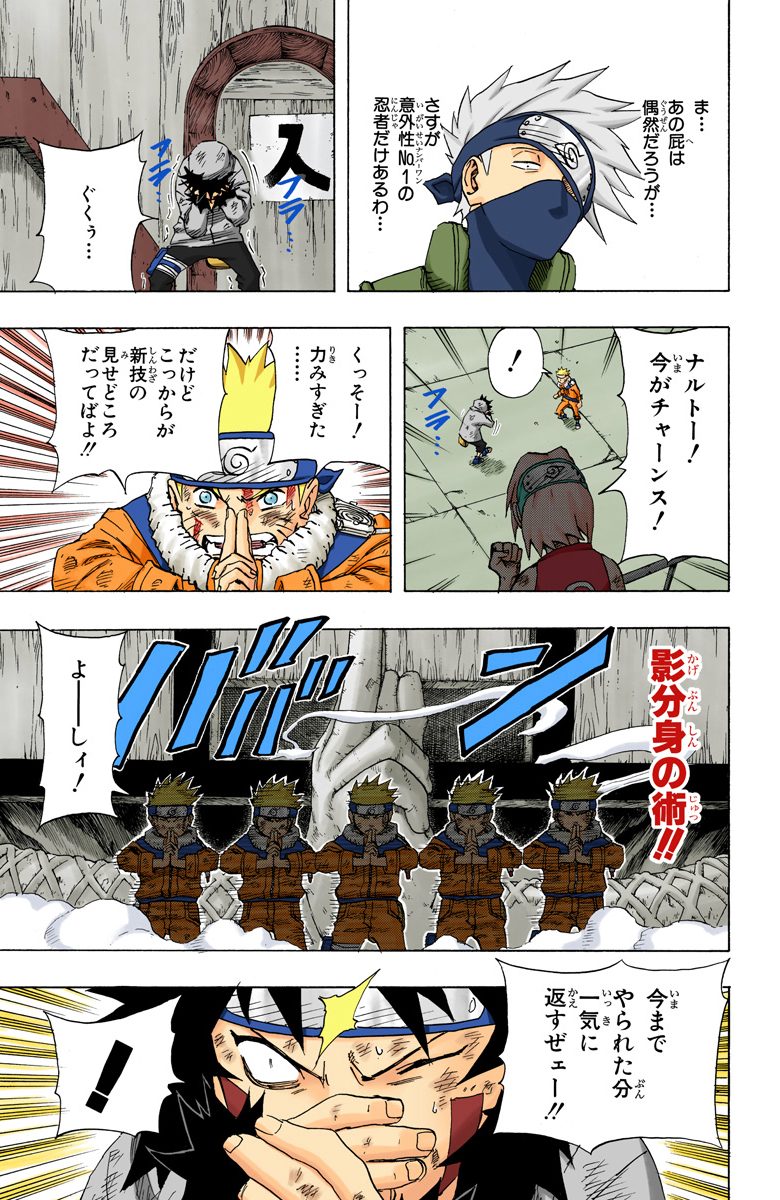 ま…
あの屁は
偶然だろうが…
さすが
意外性No.1の
忍者だけあるわ…
フラ…
フラ…
ぐくぅ…
ナルトー！
今がチャーンス！
！
フラ…
くっそー！
力みすぎた
……
だけど
こっからが
新技の
見せどころ
だってばよ!!
影分身の術!!
バババン
よーしィ！
今まで
やられた分
一気に
返すぜェー!!
！